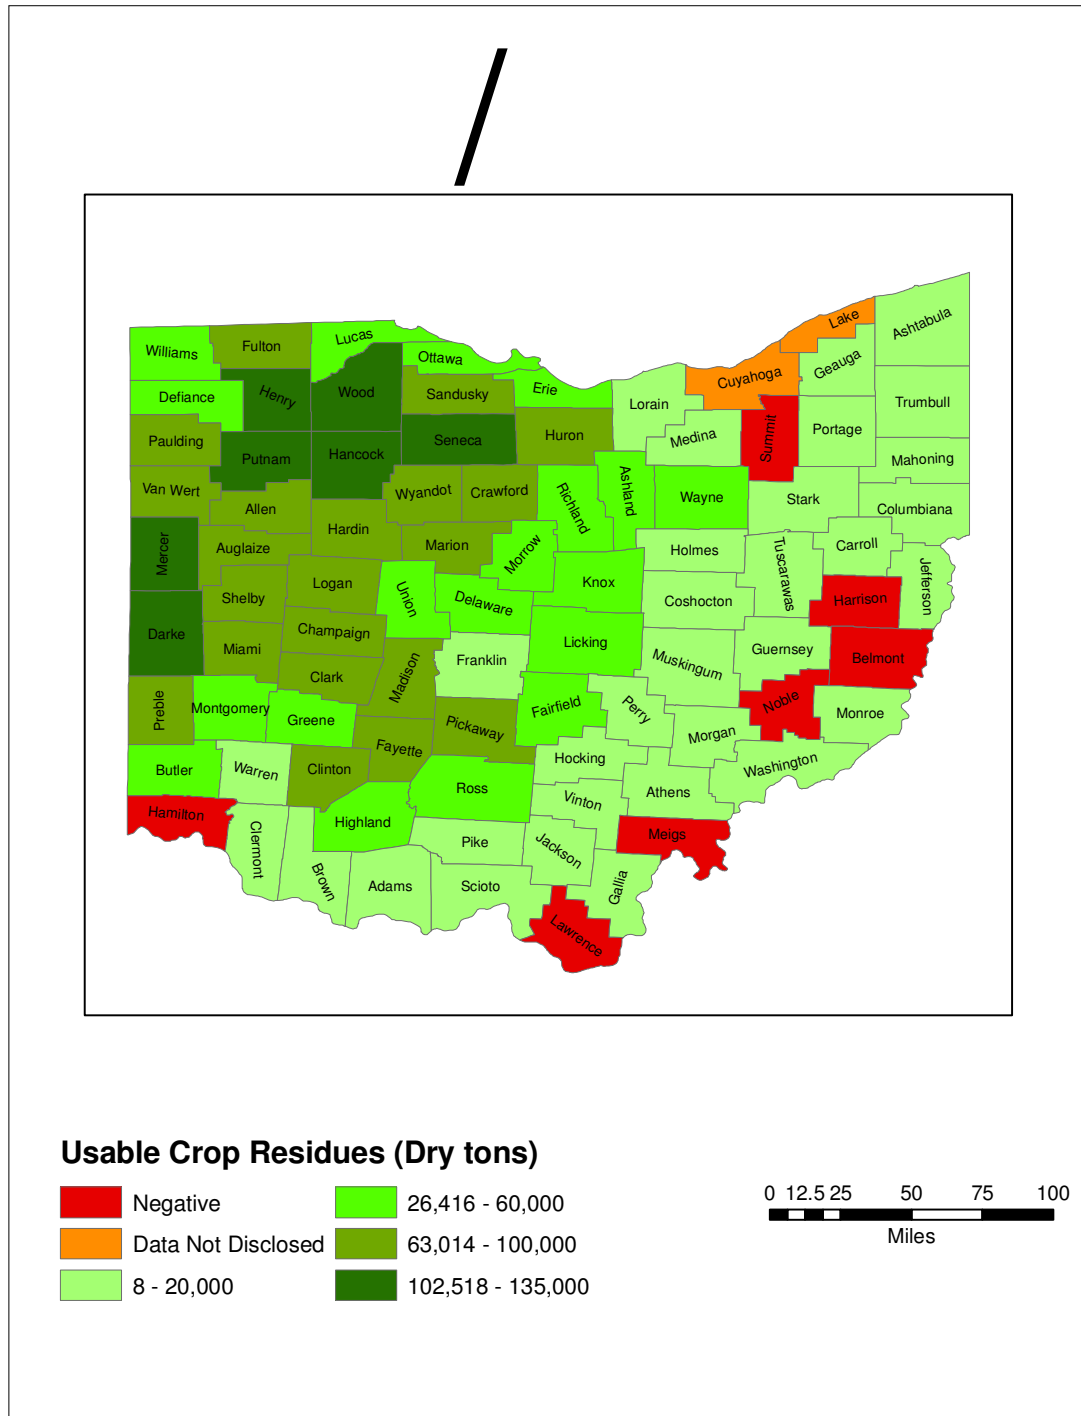 Lake
Ashtabula
Lucas
Williams
Fulton
Ottawa
Geauga
Cuyahoga
Defiance
Henry
Wood
Sandusky
Erie
Lorain
Trumbull
Paulding
Putnam
Hancock
Seneca
Huron
Medina
Summit
Portage
Mahoning
Van Wert
Allen
Wyandot
Crawford
Richland
Ashland
Wayne
Stark
Columbiana
Mercer
Auglaize
Hardin
Marion
Morrow
Holmes
Tuscarawas
Carroll
Jefferson
Shelby
Logan
Union
Delaware
Knox
Coshocton
Harrison
Darke
Miami
Champaign
Licking
Franklin
Muskingum
Guernsey
Belmont
Clark
Madison
Preble
Montgomery
Greene
Pickaway
Fairfield
Perry
Noble
Monroe
Fayette
Morgan
Butler
Warren
Clinton
Hocking
Washington
Ross
Vinton
Athens
Hamilton
Highland
Clermont
Pike
Jackson
Meigs
Brown
Adams
Scioto
Gallia
Lawrence
Usable Crop Residues (Dry tons)
Negative
Data Not Disclosed
8 - 20,000
26,416 - 60,000
63,014 - 100,000
102,518 - 135,000
0 12.5 25 50 75 100
Miles